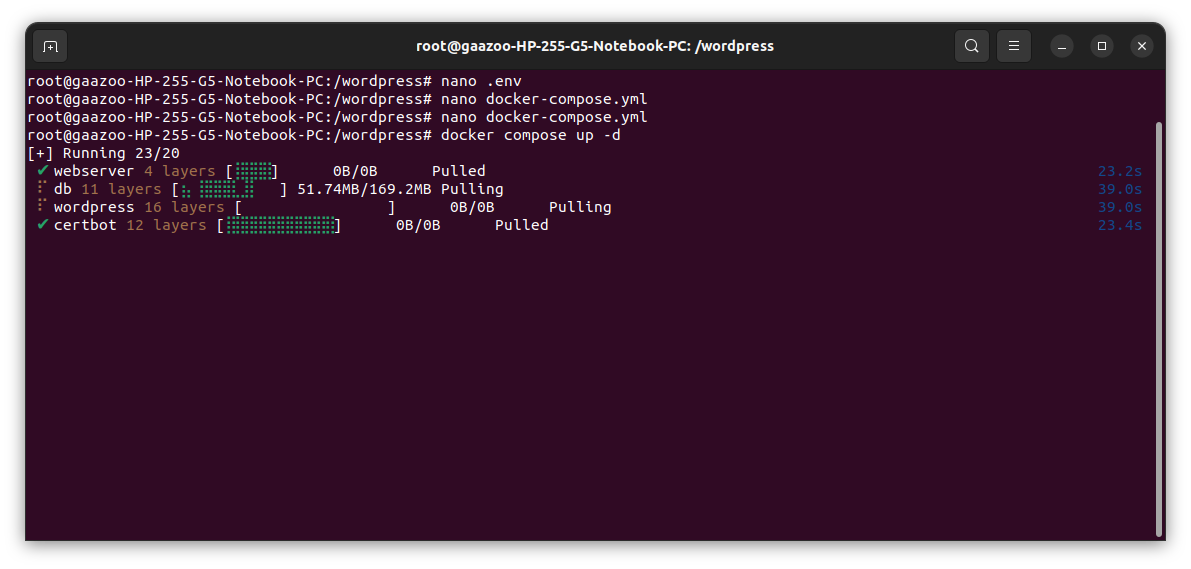 root@gaazoo-HP-255-G5-Notebook-PC: /wordpress
root@gaazoo-HP-255-G5-Notebook-PC:/wordpress# nano .env
root@gaazoo-HP-255-G5-Notebook-PC:/wordpress# nano docker-compose.yml
root@gaazoo-HP-255-G5-Notebook-PC:/wordpress# nano docker-compose.yml
root@gaazoo-HP-255-G5-Notebook-PC:/wordpress# docker compose up -d
[+] Running 23/20
✔ webserver 4 layers [⣿⣿⣿⣿] 0B/0B Pulled 23.2s
⠏ db 11 layers [⣦ ⣿⣿⣿⣿⣀⣿ ] 51.74MB/169.2MB Pulling 39.0s
⠏ wordpress 16 layers [ ] 0B/0B Pulling 39.0s
✔ certbot 12 layers [⣿⣿⣿⣿⣿⣿⣿⣿⣿⣿⣿⣿] 0B/0B Pulled 23.4s